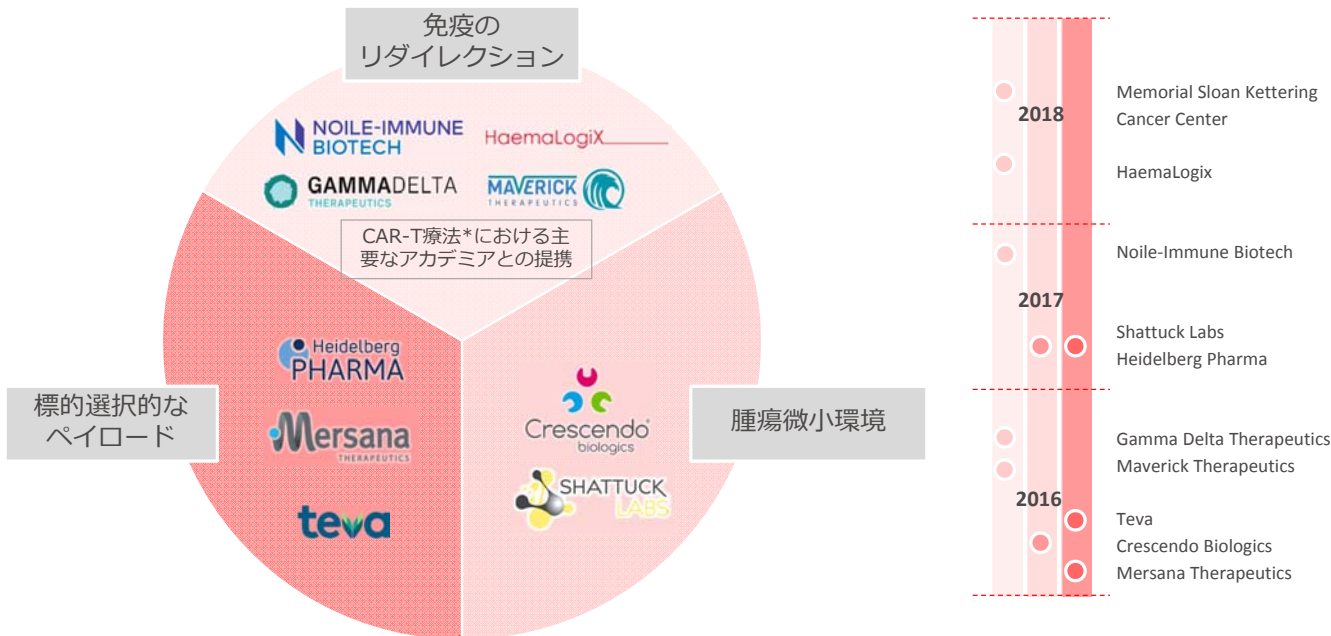 免疫の
リダイレクション
NOILE-IMMUNE
BIOTECH
HaemaLogiX
GAMMADELTA
THERAPEUTICS
MAVERICK
THERAPEUTICS
CAR-T療法*における主
要なアカデミアとの提携
標的選択的な
ペイロード
Heidelberg
PHARMA
Mersana
THERAPEUTICS
teva
腫瘍微小環境
Crescendo
biologics
SHATTUCK
LABS
2018
Memorial Sloan Kettering
Cancer Center
HaemaLogix
2017
Noile-Immune Biotech
Shattuck Labs
Heidelberg Pharma
2016
Gamma Delta Therapeutics
Maverick Therapeutics
Teva
Crescendo Biologics
Mersana Therapeutics